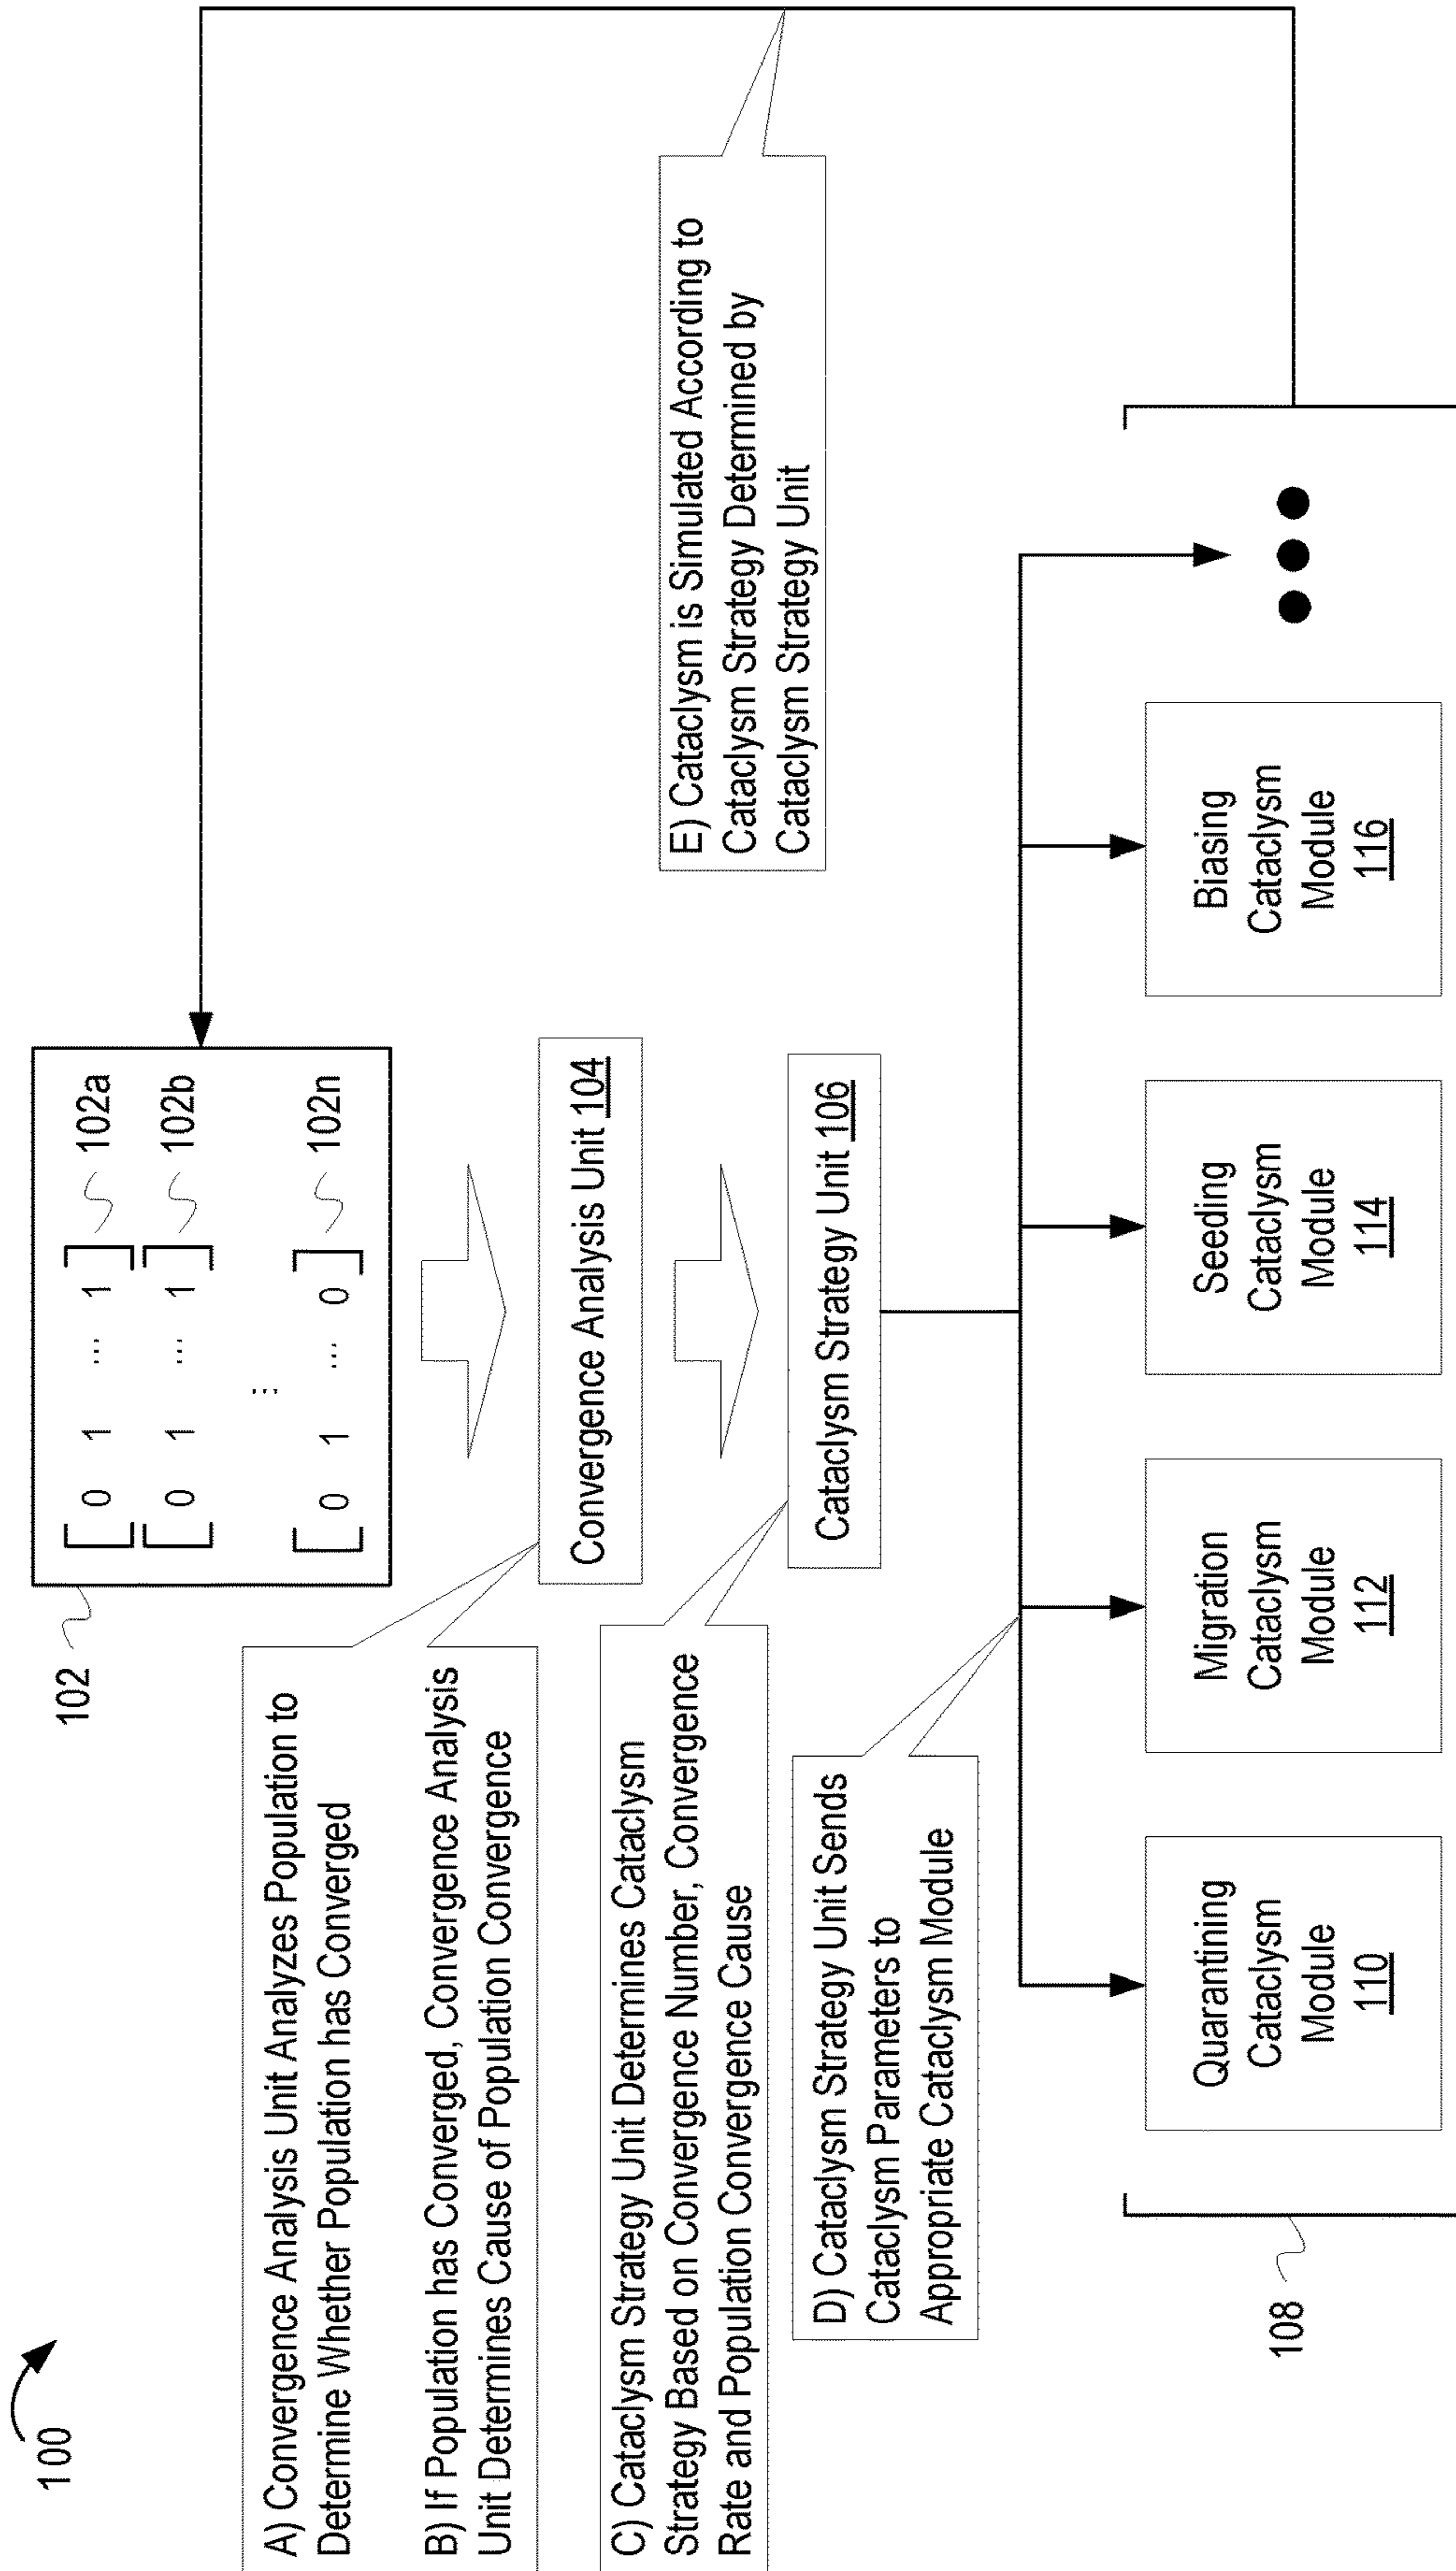 100
102
[ 0 1 ... 1 ] 102a
[ 0 1 ... 1 ] 102b
...
[ 0 1 ... 0 ] 102n
A) Convergence Analysis Unit Analyzes Population to
Determine Whether Population has Converged
B) If Population has Converged, Convergence Analysis
Unit Determines Cause of Population Convergence
Convergence Analysis Unit 104
C) Cataclysm Strategy Unit Determines Cataclysm
Strategy Based on Convergence Number, Convergence
Rate and Population Convergence Cause
Cataclysm Strategy Unit 106
D) Cataclysm Strategy Unit Sends
Cataclysm Parameters to
Appropriate Cataclysm Module
E) Cataclysm is Simulated According to
Cataclysm Strategy Determined by
Cataclysm Strategy Unit
108
Quarantining
Cataclysm
Module
110
Migration
Cataclysm
Module
112
Seeding
Cataclysm
Module
114
Biasing
Cataclysm
Module
116